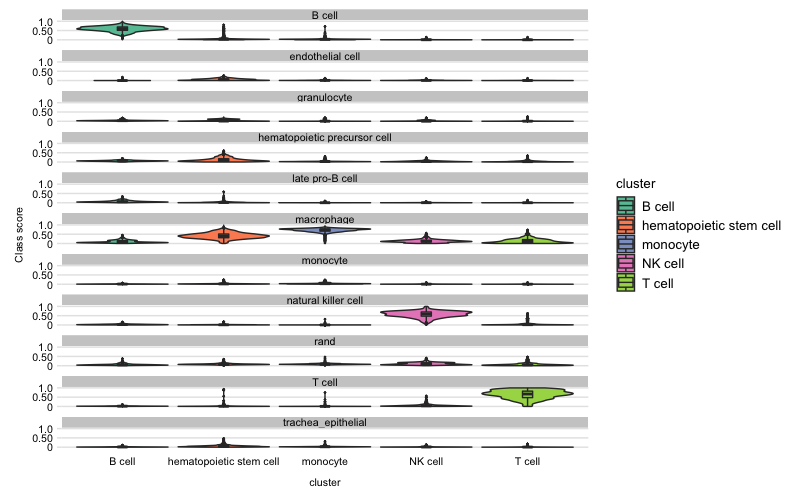 B cell
1.0
0.50
0
endothelial cell
1.0
0.50
0
granulocyte
1.0
0.50
0
hematopoietic precursor cell
1.0
0.50
0
late pro-B cell
1.0
0.50
0
macrophage
1.0
0.50
0
monocyte
1.0
0.50
0
natural killer cell
1.0
0.50
0
rand
1.0
0.50
0
T cell
1.0
0.50
0
trachea_epithelial
1.0
0.50
0
Class score
B cell hematopoietic stem cell monocyte NK cell T cell
cluster
cluster
B cell
hematopoietic stem cell
monocyte
NK cell
T cell